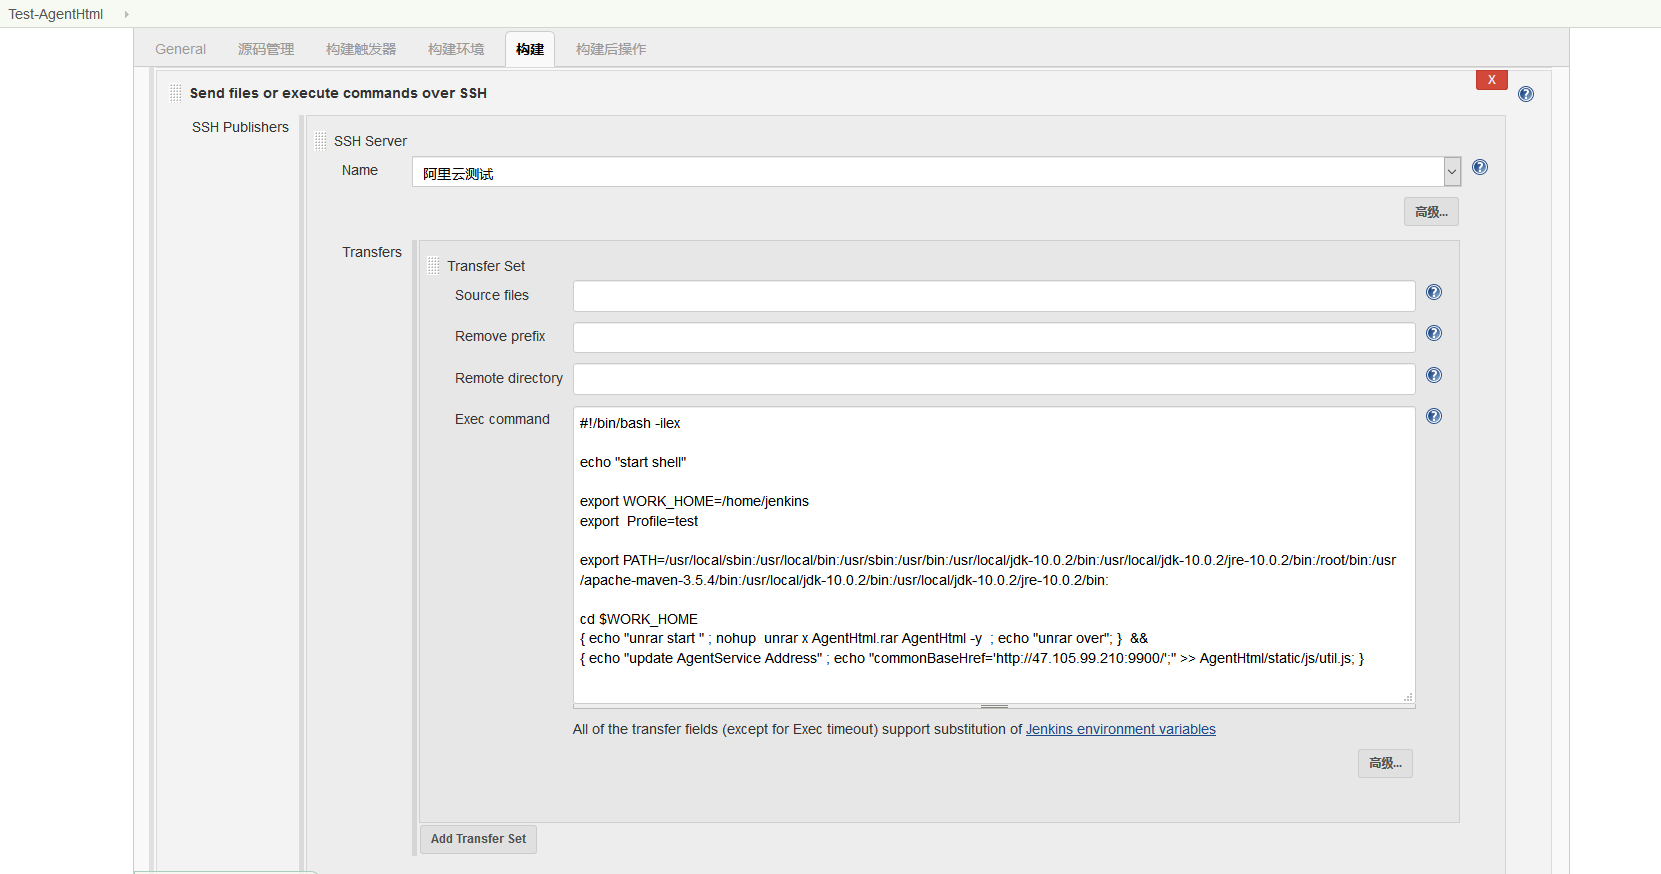 Test-AgentHtml
General 源码管理 构建触发器 构建环境 构建 构建后操作
X
Send files or execute commands over SSH
SSH Publishers
SSH Server
Name
阿里云测试
高级...
Transfers
Transfer Set
Source files
Remove prefix
Remote directory
Exec command
#!/bin/bash -ilex
echo "start shell"
export WORK_HOME=/home/jenkins
export  Profile=test
export PATH=/usr/local/sbin:/usr/local/bin:/usr/sbin:/usr/bin:/usr/local/jdk-10.0.2/bin:/usr/local/jdk-10.0.2/jre-10.0.2/bin:/root/bin:/usr
/apache-maven-3.5.4/bin:/usr/local/jdk-10.0.2/bin:/usr/local/jdk-10.0.2/jre-10.0.2/bin:
cd $WORK_HOME
{ echo "unrar start " ; nohup  unrar x AgentHtml.rar AgentHtml -y  ; echo "unrar over"; }  &&
{ echo "update AgentService Address" ; echo "commonBaseHref='http://47.105.99.210:9900/';" >> AgentHtml/static/js/util.js; }
All of the transfer fields (except for Exec timeout) support substitution of Jenkins environment variables
高级...
Add Transfer Set